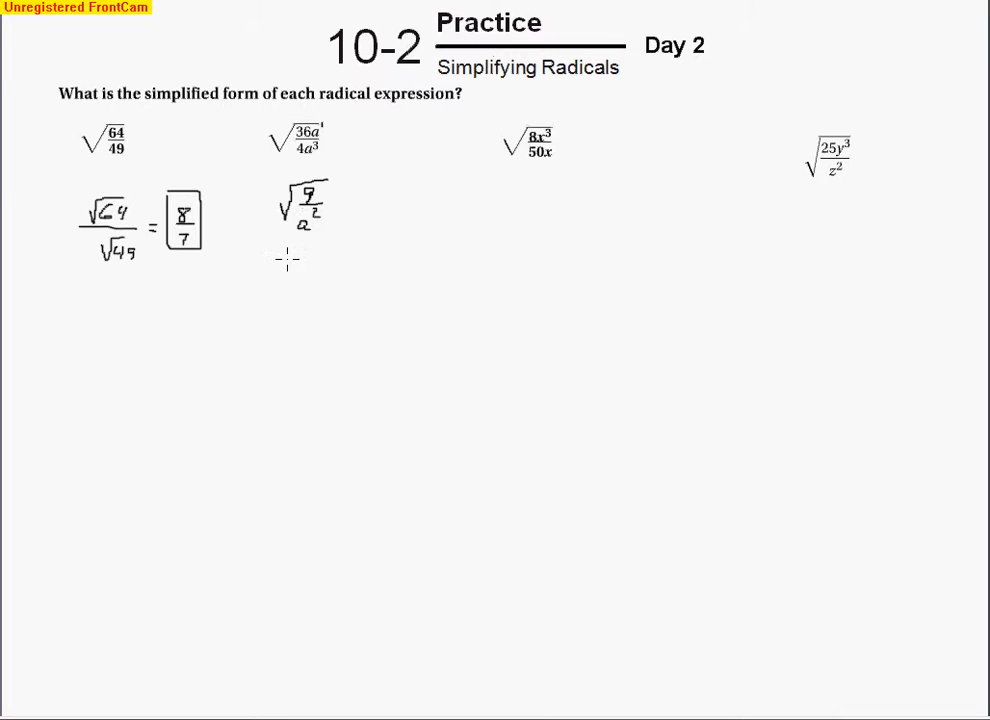 Unregistered FrontCam
10-2 Practice Day 2
Simplifying Radicals
What is the simplified form of each radical expression?
√(64/49) √(36a¹/4a³) √(8x³/50x) √(25y³/z²)
√64/√49 = 8/7 √(9/a²)